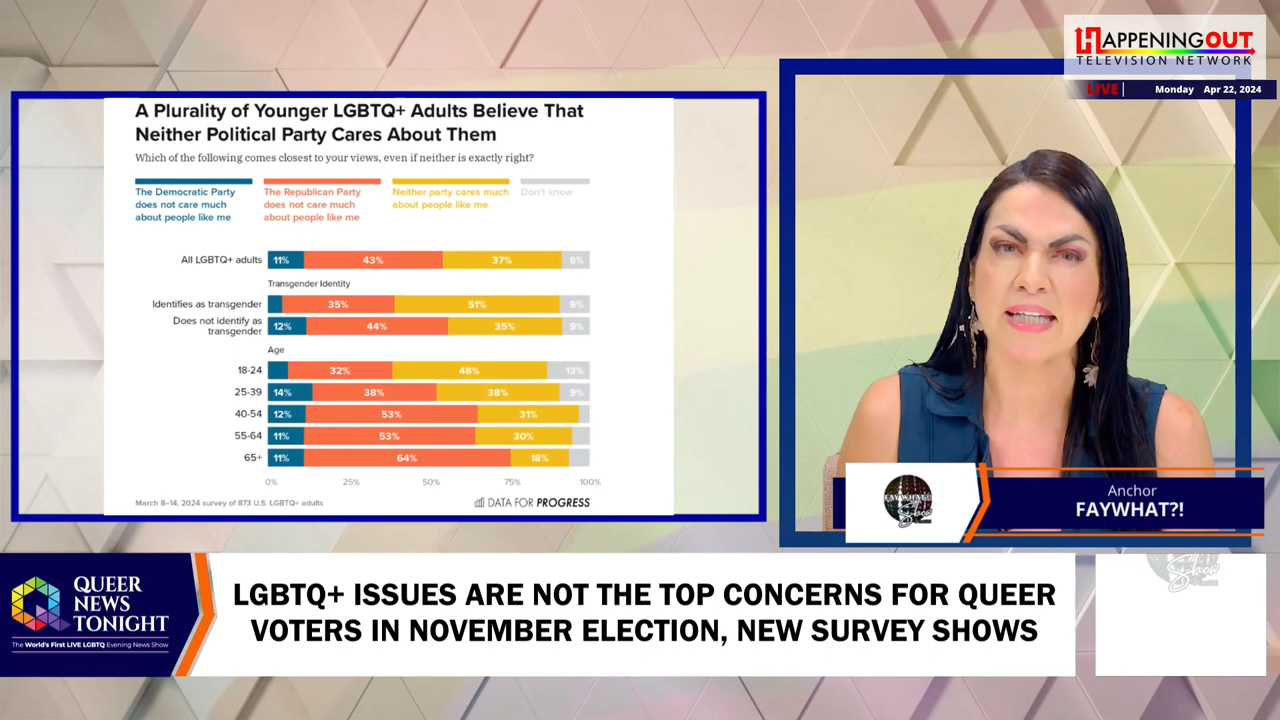 HAPPENINGOUT
TELEVISION NETWORK
LIVE
Monday Apr 22, 2024
A Plurality of Younger LGBTQ+ Adults Believe That
Neither Political Party Cares About Them
Which of the following comes closest to your views, even if neither is exactly right?
The Democratic Party
does not care much
about people like me
The Republican Party
does not care much
about people like me
Neither party cares much
about people like me
Don't know
All LGBTQ+ adults 11% 43% 37% 9%
Transgender Identity
Identifies as transgender 35% 51% 9%
Does not identify as
transgender 12% 44% 35% 9%
Age
18-24 32% 48% 13%
25-39 14% 38% 38% 9%
40-54 12% 53% 31%
55-64 11% 53% 30%
65+ 11% 64% 18%
0% 25% 50% 75% 100%
March 8–14, 2024 survey of 873 U.S. LGBTQ+ adults
DATA FOR PROGRESS
FAYWHAT?!
Show
Anchor
FAYWHAT?!
QUEER
NEWS
TONIGHT
The World's First LIVE LGBTQ Evening News Show
LGBTQ+ ISSUES ARE NOT THE TOP CONCERNS FOR QUEER
VOTERS IN NOVEMBER ELECTION, NEW SURVEY SHOWS
Show